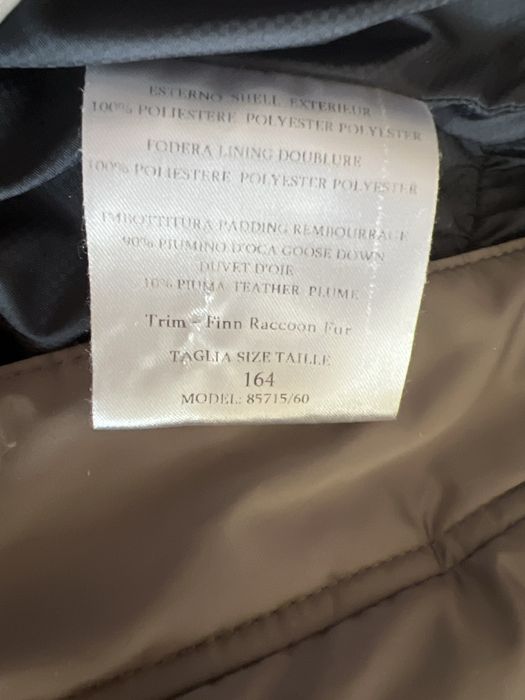 ESTERNO SHELL EXTERIEUR
100% POLIESTERE POLYESTER POLYESTER
FODERA LINING DOUBLURE
100% POLIESTERE POLYESTER POLYESTER
IMBOTTITURA PADDING REMBOURRAGE
90% PIUMINO D'OCA GOOSE DOWN
DUVET D'OIE
10% PIUMA FEATHER PLUME
Trim - Finn Raccoon Fur
TAGLIA SIZE TAILLE
164
MODEL: 85715/60